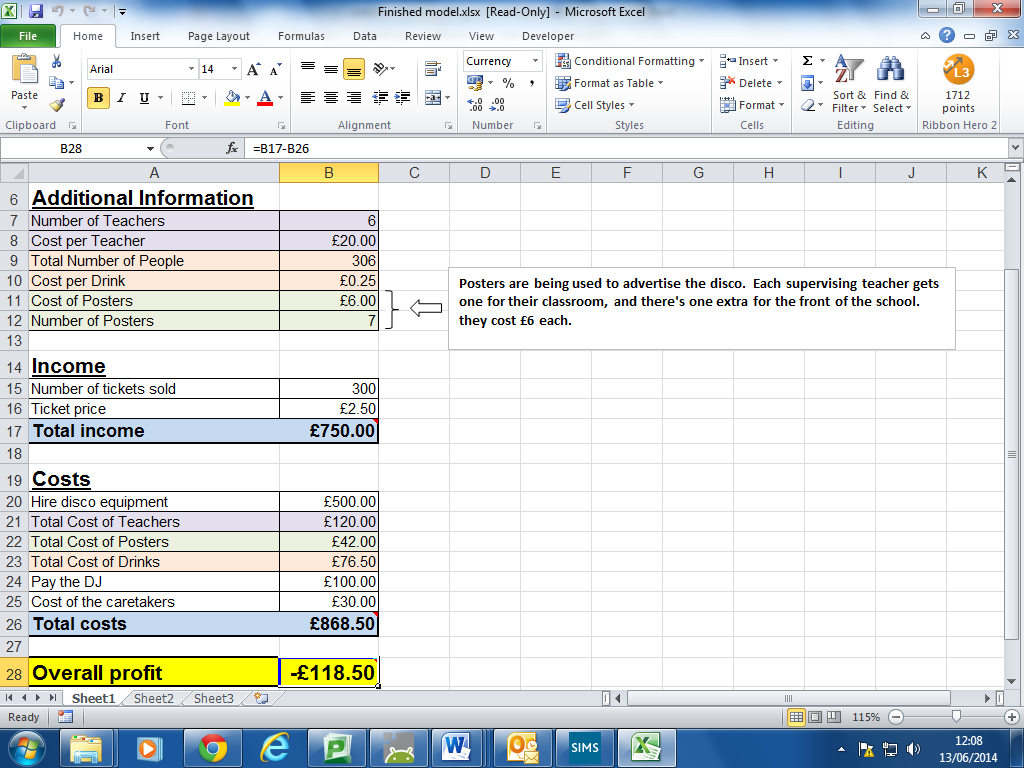 Finished model.xlsx [Read-Only] - Microsoft Excel
File Home Insert Page Layout Formulas Data Review View Developer
Paste
Clipboard
Arial 14 A A
B I U A
Font
Alignment
Currency
% ,
Number
Conditional Formatting
Format as Table
Cell Styles
Styles
Insert
Delete
Format
Cells
Σ
Sort & Filter
Find & Select
Editing
L3
1712 points
Ribbon Hero 2
B28 fx =B17-B26
A B C D E F G H I J K
6 Additional Information
7 Number of Teachers 6
8 Cost per Teacher £20.00
9 Total Number of People 306
10 Cost per Drink £0.25
11 Cost of Posters £6.00
12 Number of Posters 7
Posters are being used to advertise the disco. Each supervising teacher gets
one for their classroom, and there's one extra for the front of the school.
they cost £6 each.
13
14 Income
15 Number of tickets sold 300
16 Ticket price £2.50
17 Total income £750.00
18
19 Costs
20 Hire disco equipment £500.00
21 Total Cost of Teachers £120.00
22 Total Cost of Posters £42.00
23 Total Cost of Drinks £76.50
24 Pay the DJ £100.00
25 Cost of the caretakers £30.00
26 Total costs £868.50
27
28 Overall profit -£118.50
Sheet1 Sheet2 Sheet3
Ready 115%
SIMS
12:08
13/06/2014